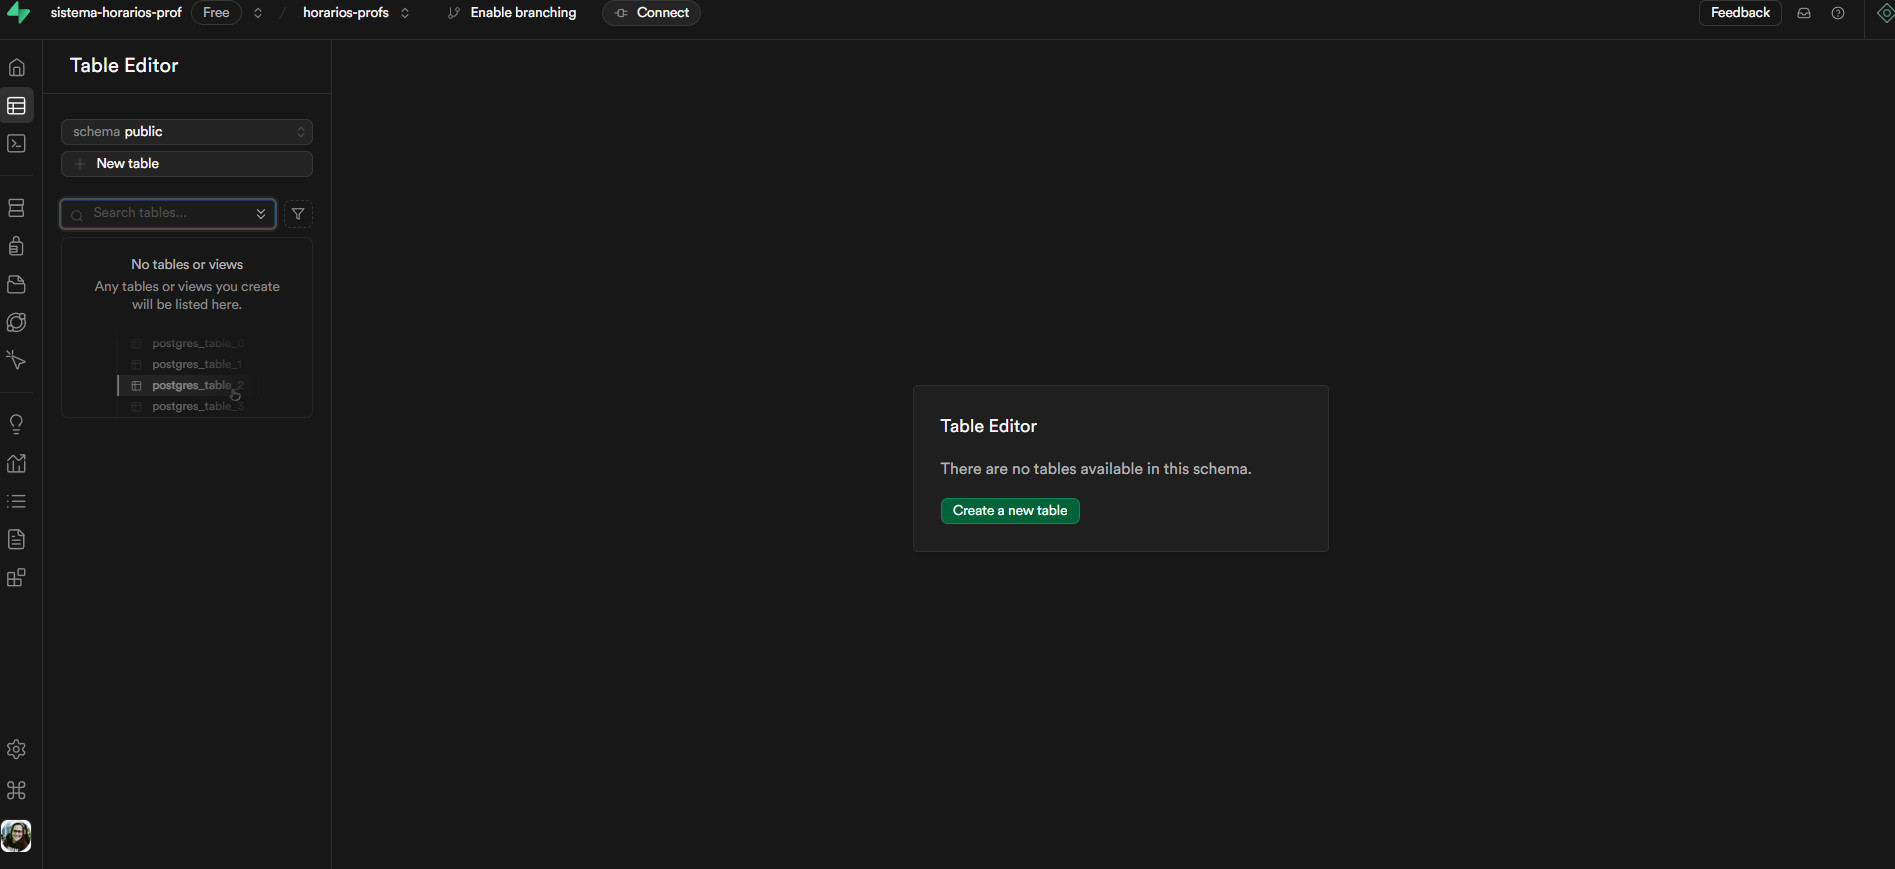 sistema-horarios-prof Free / horarios-profs Enable branching Connect Feedback
Table Editor
schema public
New table
Search tables...
No tables or views
Any tables or views you create
will be listed here.
postgres_table_0
postgres_table_1
postgres_table_2
postgres_table_3
Table Editor
There are no tables available in this schema.
Create a new table